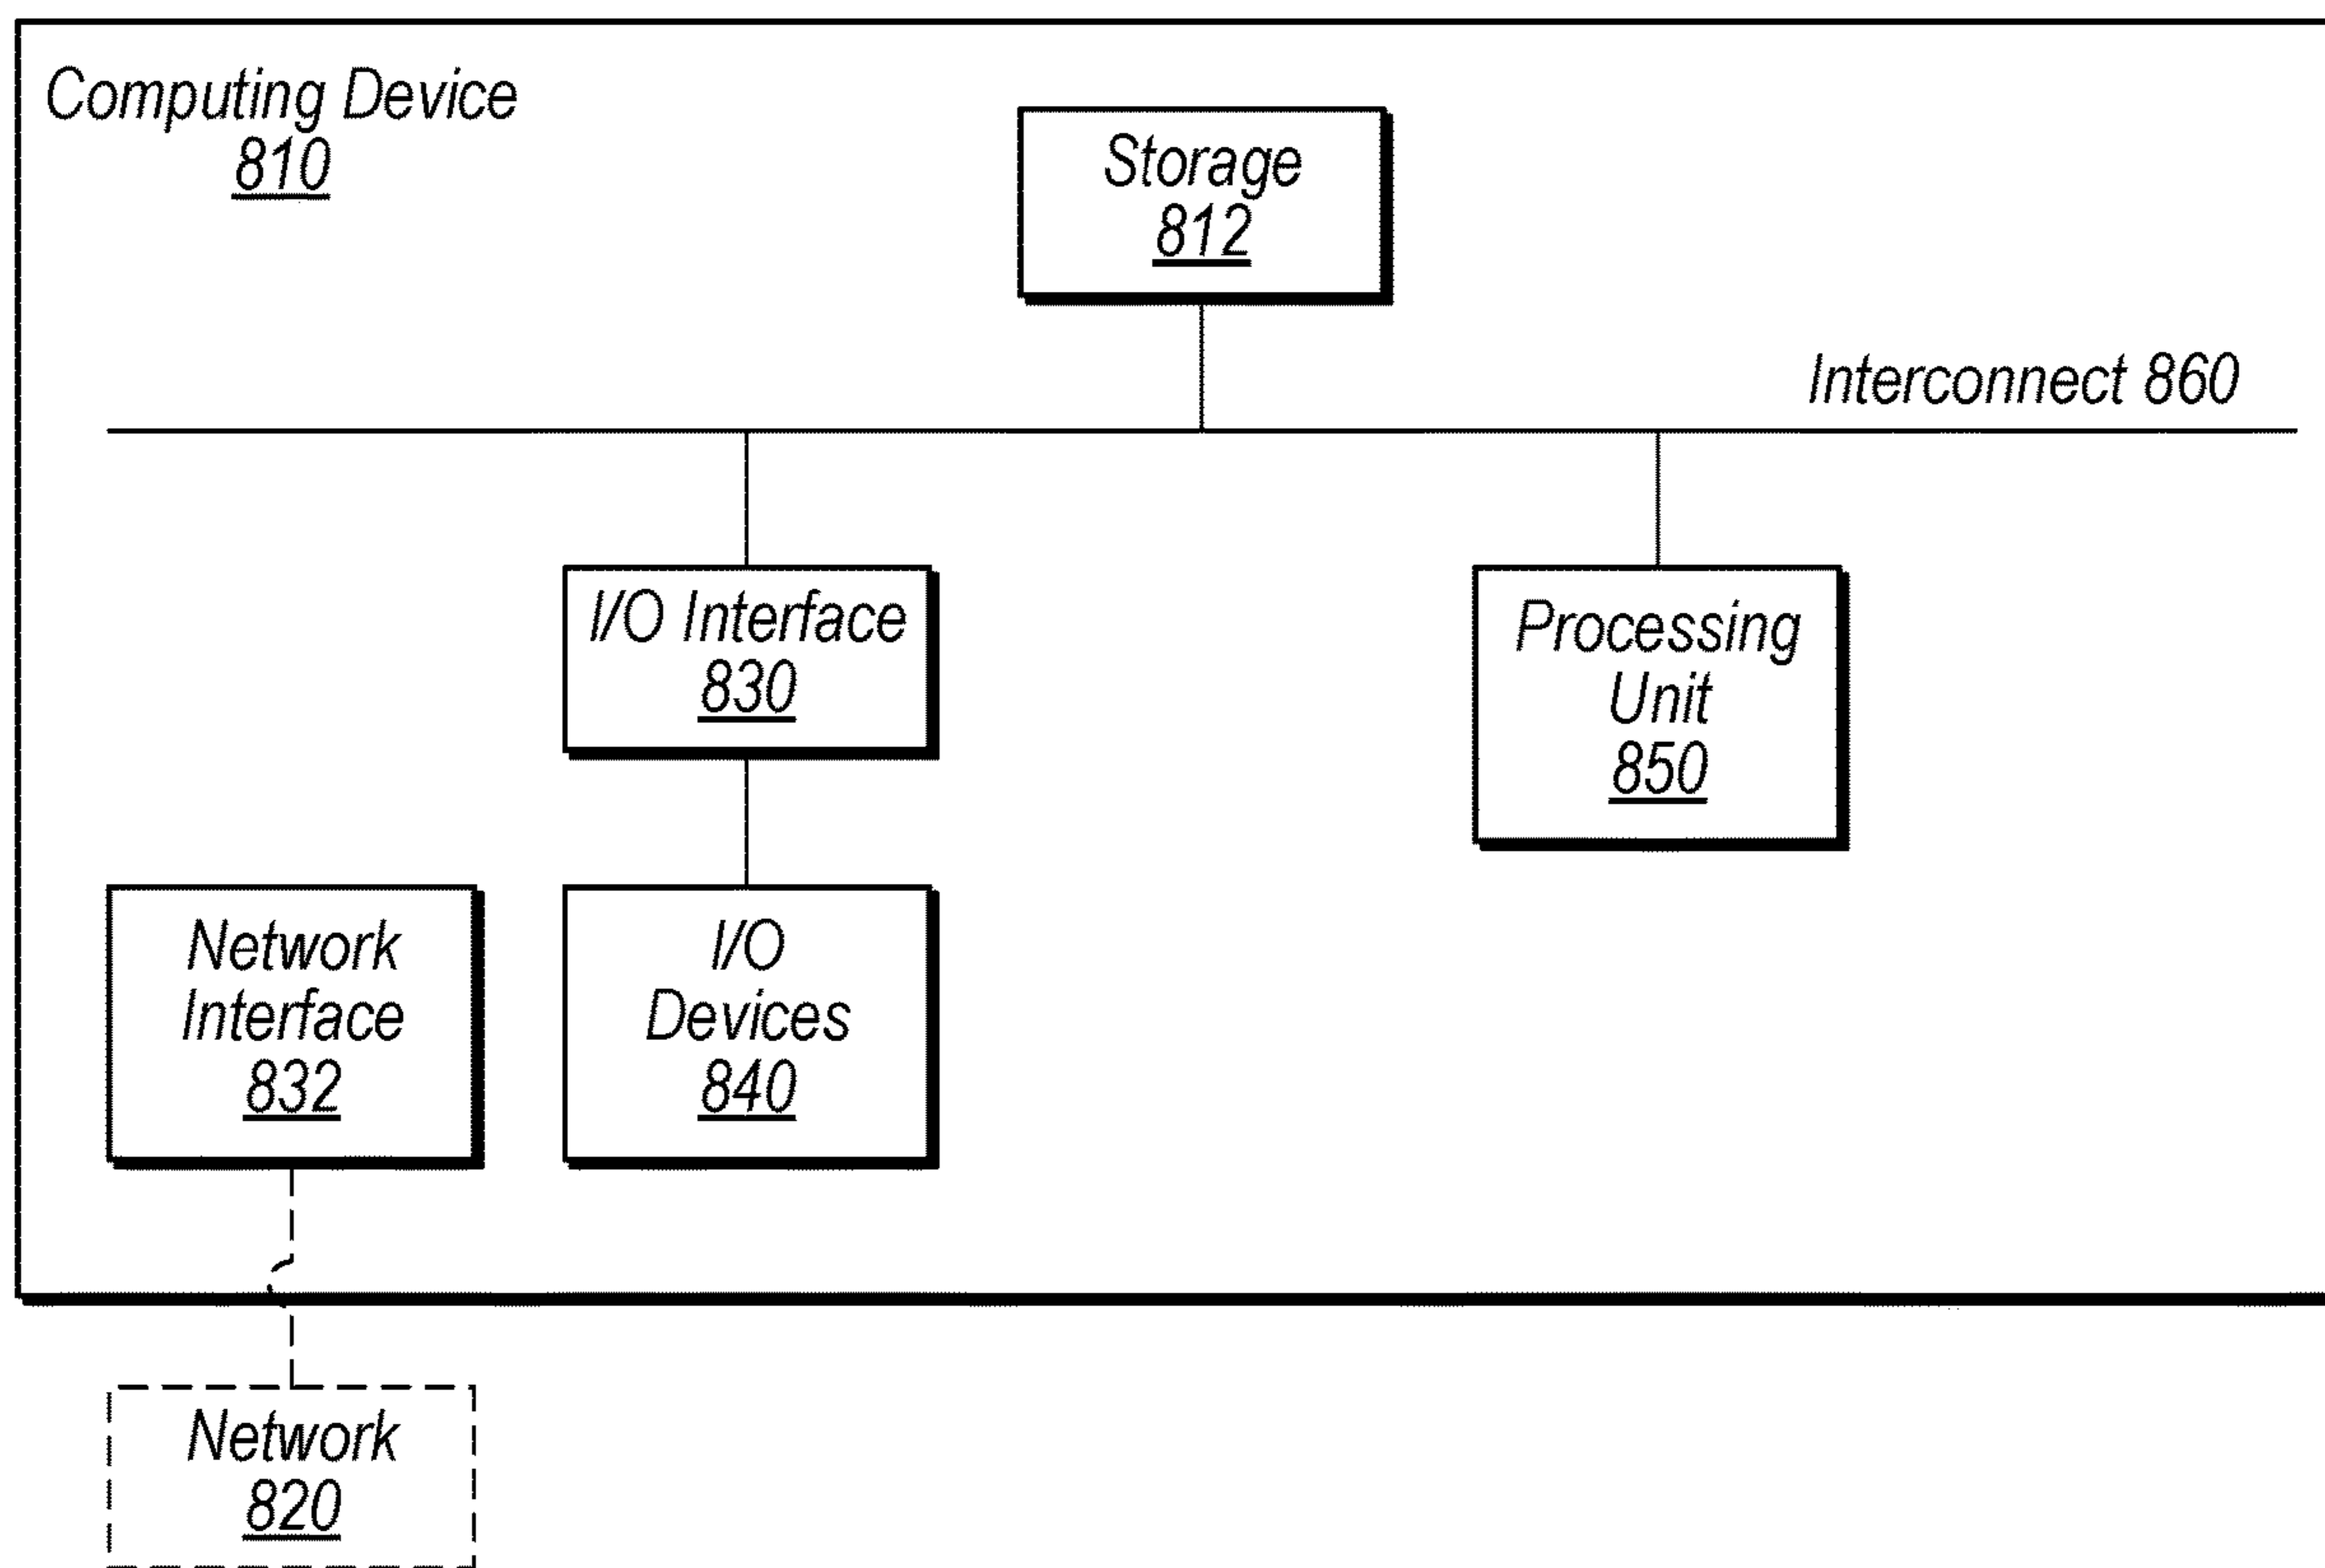 Computing Device
810
Storage
812
Interconnect 860
I/O Interface
830
Processing
Unit
850
Network
Interface
832
I/O
Devices
840
Network
820